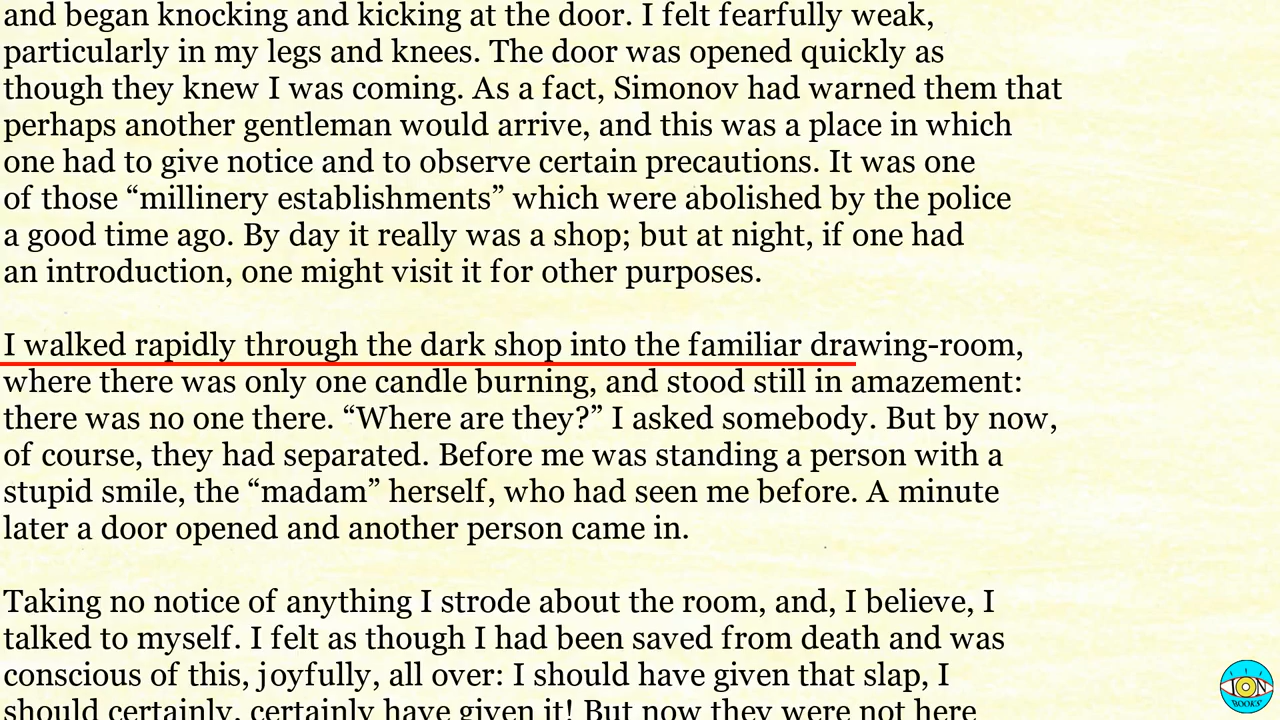 and began knocking and kicking at the door. I felt fearfully weak,
particularly in my legs and knees. The door was opened quickly as
though they knew I was coming. As a fact, Simonov had warned them that
perhaps another gentleman would arrive, and this was a place in which
one had to give notice and to observe certain precautions. It was one
of those “millinery establishments” which were abolished by the police
a good time ago. By day it really was a shop; but at night, if one had
an introduction, one might visit it for other purposes.
I walked rapidly through the dark shop into the familiar drawing-room,
where there was only one candle burning, and stood still in amazement:
there was no one there. “Where are they?” I asked somebody. But by now,
of course, they had separated. Before me was standing a person with a
stupid smile, the “madam” herself, who had seen me before. A minute
later a door opened and another person came in.
Taking no notice of anything I strode about the room, and, I believe, I
talked to myself. I felt as though I had been saved from death and was
conscious of this, joyfully, all over: I should have given that slap, I
should certainly, certainly have given it! But now they were not here
ION
BOOKS